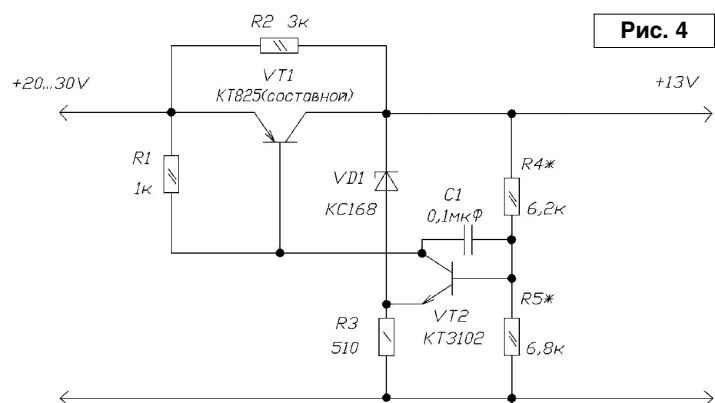 R2 3к
Рис. 4
+20...30V
VT1
КТ825(составной)
+13V
R1
1к
VD1
КС168
C1
0,1мкФ
R4*
6,2к
R3
510
VT2
КТ3102
R5*
6,8к